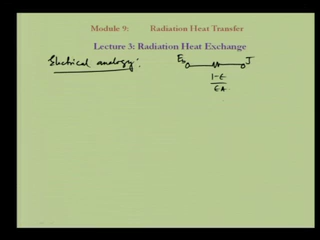 Module 9: Radiation Heat Transfer
Lecture 3: Radiation Heat Exchange
Electrical analogy: Eb J
1-ε
εA